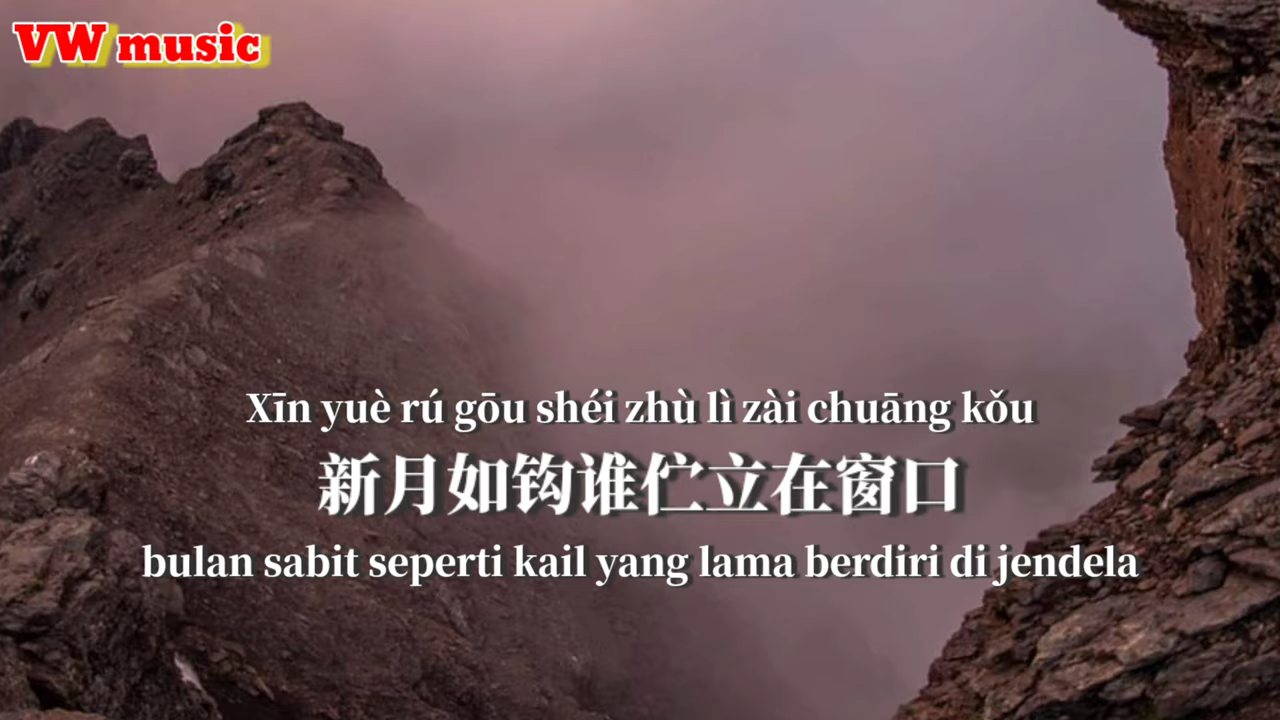 VW music
Xīn yuè rú gōu shéi zhù lì zài chuāng kǒu
新月如钩谁伫立在窗口
bulan sabit seperti kail yang lama berdiri di jendela